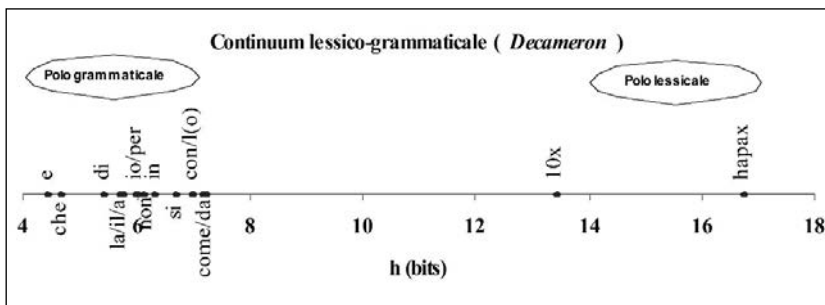 Continuum lessico-grammaticale ( Decameron )
Polo grammaticale
Polo lessicale
e
che
di
la/il/a
io/per
non
in
si
con/l(o)
come/da
10x
hapax
4 6 8 10 12 14 16 18
h (bits)